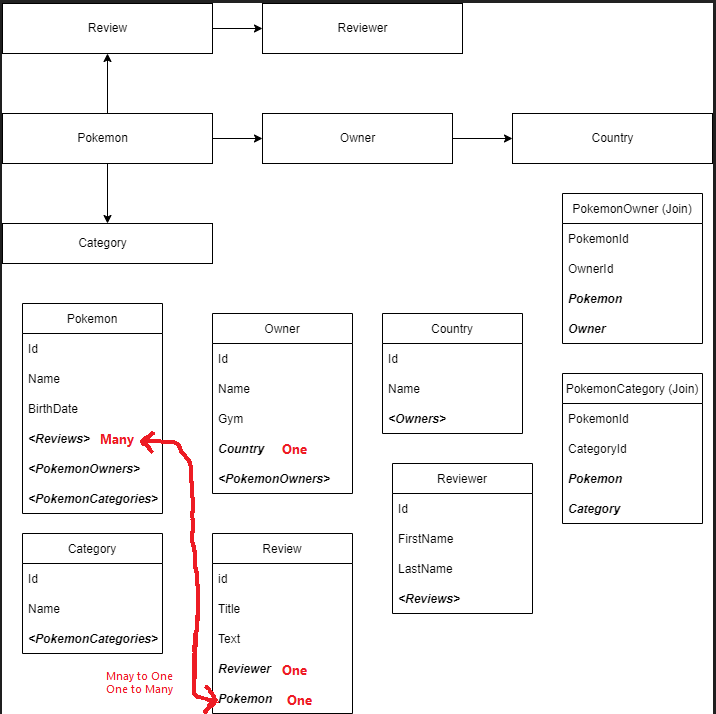 Review
Reviewer
Pokemon
Owner
Country
Category
PokemonOwner (Join)
PokemonId
OwnerId
Pokemon
Owner
Pokemon
Id
Name
BirthDate
<Reviews> Many
<PokemonOwners>
<PokemonCategories>
Owner
Id
Name
Gym
Country One
<PokemonOwners>
Country
Id
Name
<Owners>
PokemonCategory (Join)
PokemonId
CategoryId
Pokemon
Category
Reviewer
Id
FirstName
LastName
<Reviews>
Category
Id
Name
<PokemonCategories>
Review
id
Title
Text
Reviewer One
Pokemon One
Mnay to One
One to Many